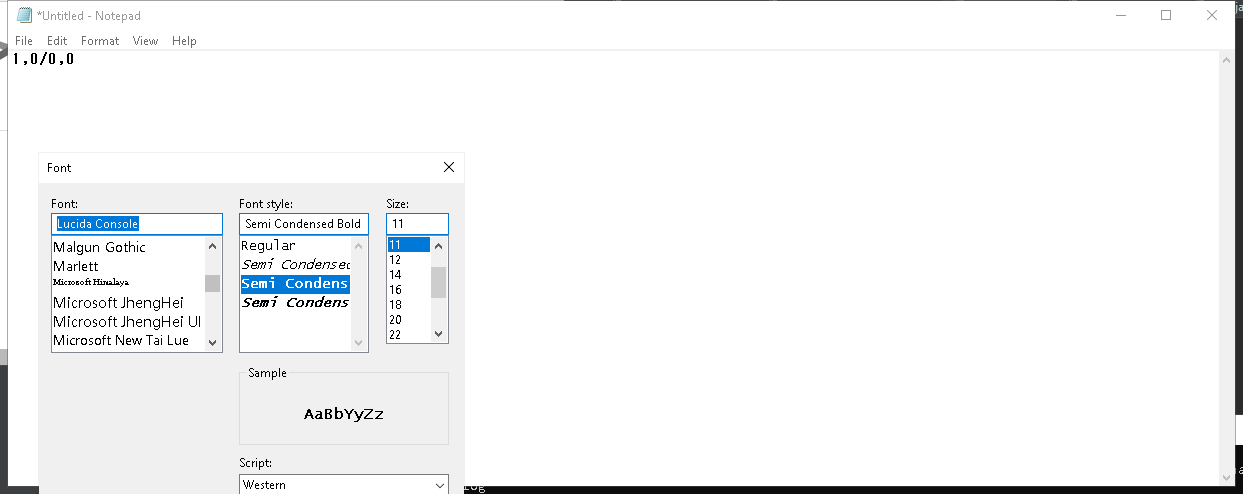 *Untitled - Notepad
File Edit Format View Help
1,0/0,0
Font
Font: Font style: Size:
Lucida Console Semi Condensed Bold 11
Malgun Gothic Regular 11
Marlett Semi Condensed 12
Microsoft Himalaya Semi Condens 14
Microsoft JhengHei Semi Condens 16
Microsoft JhengHei UI 18
Microsoft New Tai Lue 20
22
Sample
AaBbYyZz
Script:
Western